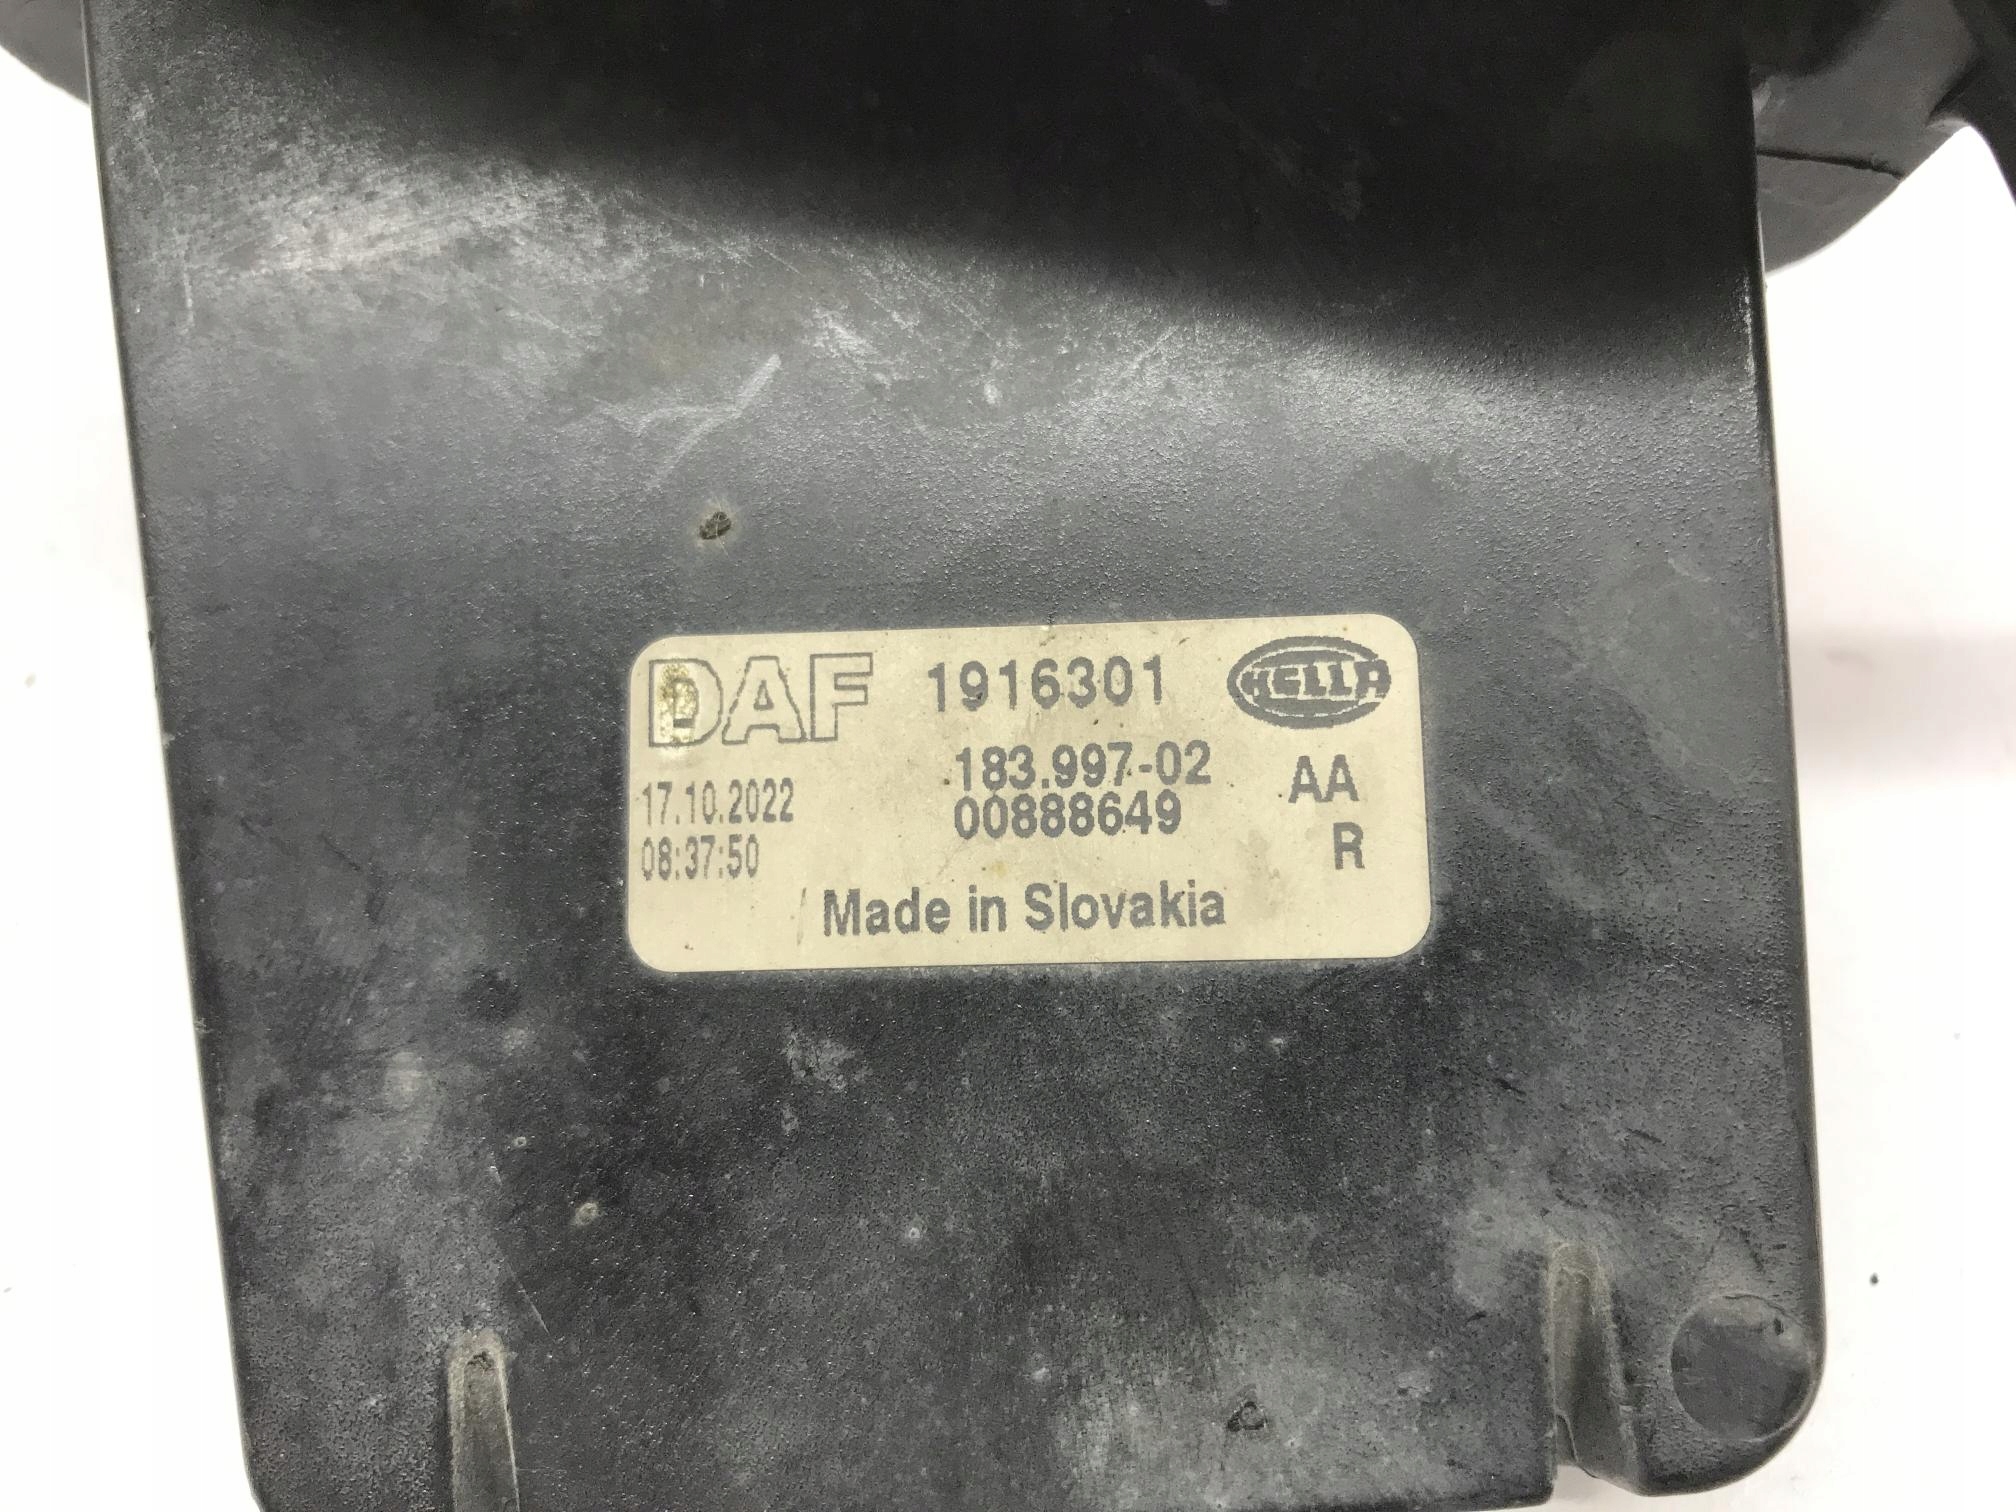 DAF 1916301 HELLA
183.997-02 AA
17.10.2022 00888649
08:37:50 R
Made in Slovakia